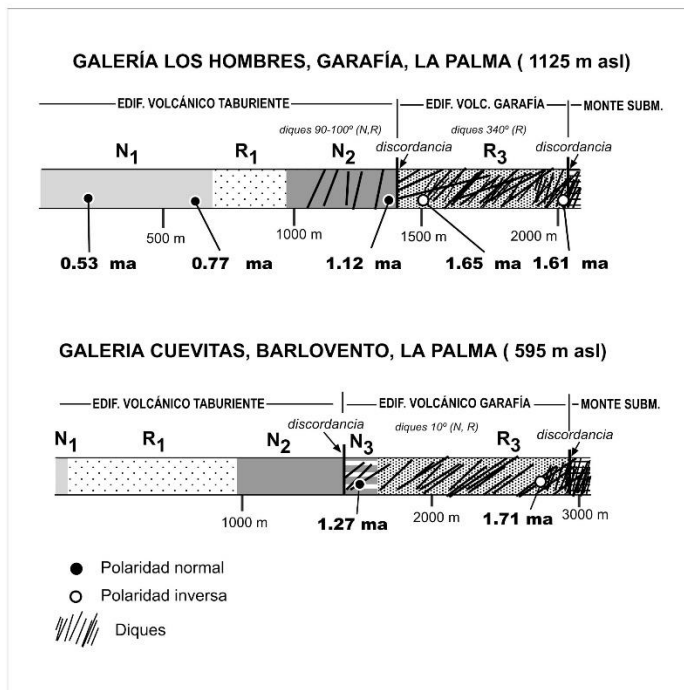 GALERÍA LOS HOMBRES, GARAFÍA, LA PALMA ( 1125 m asl)
EDIF. VOLCÁNICO TABURIENTE
EDIF. VOLC. GARAFÍA
MONTE SUBM.
diques 90-100º (N,R)
diques 340º (R)
discordancia
discordancia
N1
R1
N2
R3
500 m
1000 m
1500 m
2000 m
0.53 ma
0.77 ma
1.12 ma
1.65 ma
1.61 ma
GALERIA CUEVITAS, BARLOVENTO, LA PALMA ( 595 m asl)
EDIF. VOLCÁNICO TABURIENTE
EDIF. VOLCÁNICO GARAFÍA
MONTE SUBM.
discordancia
diques 10º (N, R)
discordancia
N1
R1
N2
N3
R3
1000 m
1.27 ma
2000 m
1.71 ma
3000 m
Polaridad normal
Polaridad inversa
Diques